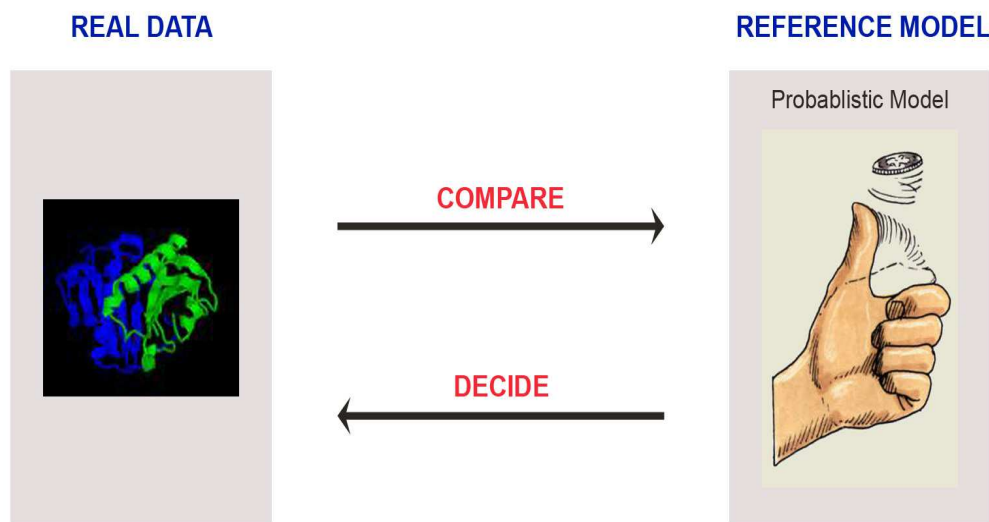 REAL DATA
REFERENCE MODEL
Probablistic Model
COMPARE
DECIDE